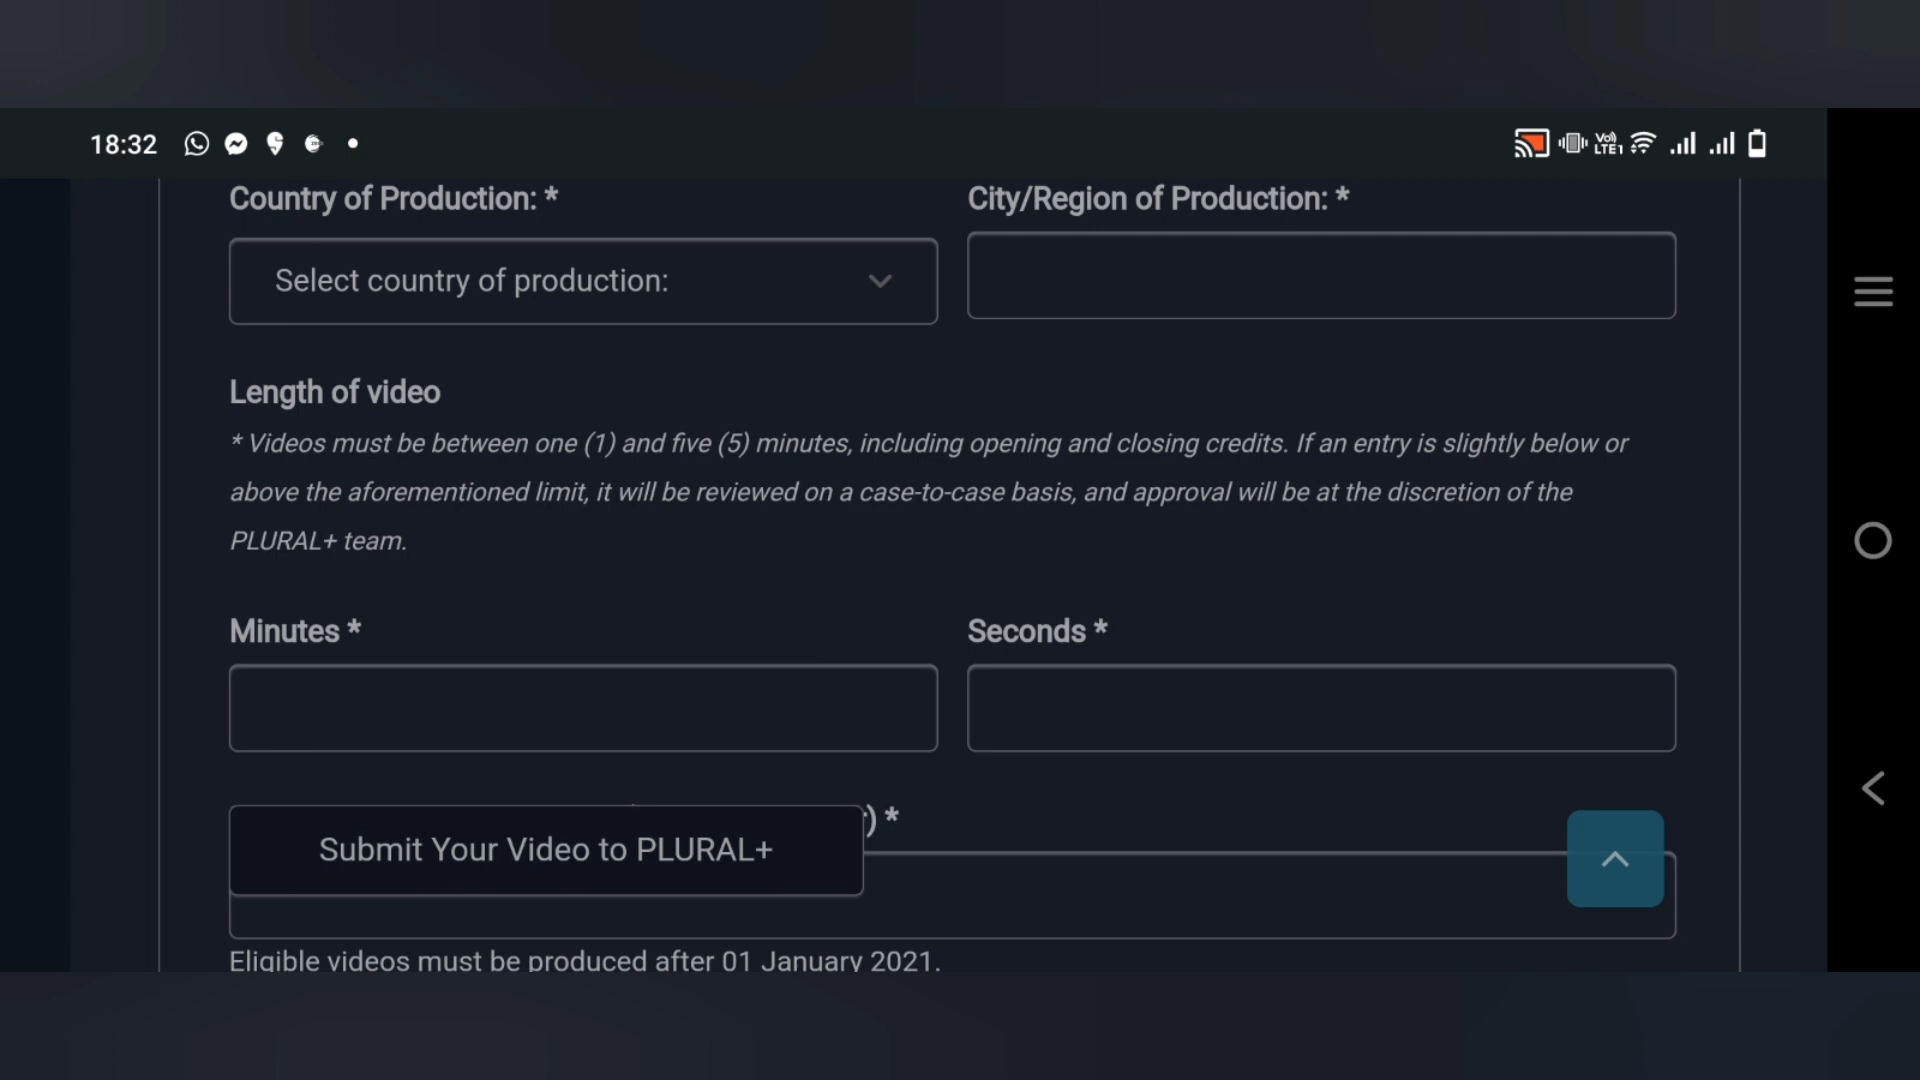 18:32
Vo)) LTE1
Country of Production: *
City/Region of Production: *
Select country of production:
Length of video
* Videos must be between one (1) and five (5) minutes, including opening and closing credits. If an entry is slightly below or
above the aforementioned limit, it will be reviewed on a case-to-case basis, and approval will be at the discretion of the
PLURAL+ team.
Minutes *
Seconds *
) *
Submit Your Video to PLURAL+
Eligible videos must be produced after 01 January 2021.